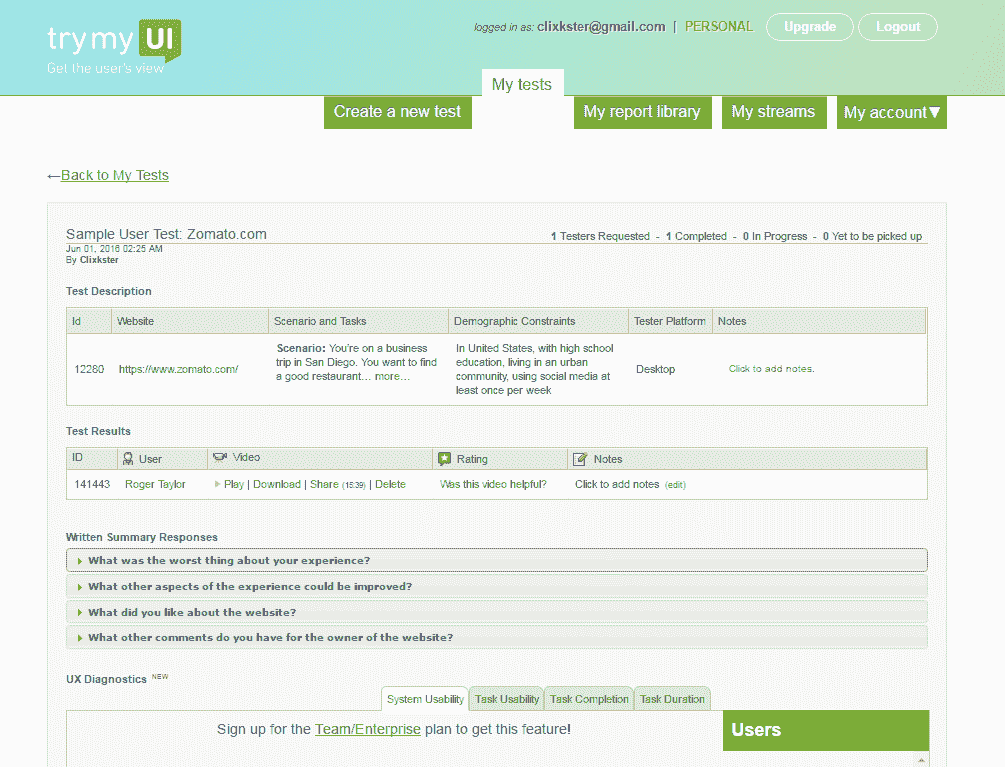 trymyUI
Get the user's view
logged in as: clixkster@gmail.com | PERSONAL Upgrade Logout
My tests
Create a new test My report library My streams My account▼
←Back to My Tests
Sample User Test: Zomato.com
1 Testers Requested - 1 Completed - 0 In Progress - 0 Yet to be picked up
Jun 01, 2016 02:25 AM
By Clixkster
Test Description
Id Website Scenario and Tasks Demographic Constraints Tester Platform Notes
Scenario: You're on a business In United States, with high school
12280 https://www.zomato.com/ trip in San Diego. You want to find education, living in an urban Desktop Click to add notes.
a good restaurant... more... community, using social media at
least once per week
Test Results
ID User Video Rating Notes
141443 Roger Taylor Play | Download | Share (15:39) | Delete Was this video helpful? Click to add notes (edit)
Written Summary Responses
What was the worst thing about your experience?
What other aspects of the experience could be improved?
What did you like about the website?
What other comments do you have for the owner of the website?
UX Diagnostics NEW
System Usability Task Usability Task Completion Task Duration
Sign up for the Team/Enterprise plan to get this feature! Users